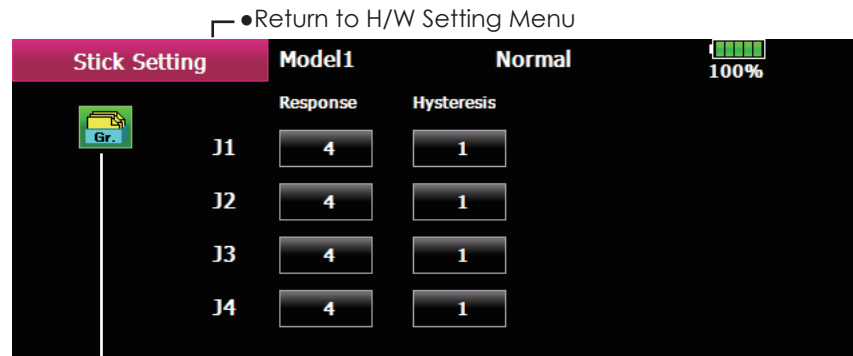 ●Return to H/W Setting Menu
Stick Setting Model1 Normal 100%
Response Hysteresis
Gr.
J1 4 1
J2 4 1
J3 4 1
J4 4 1